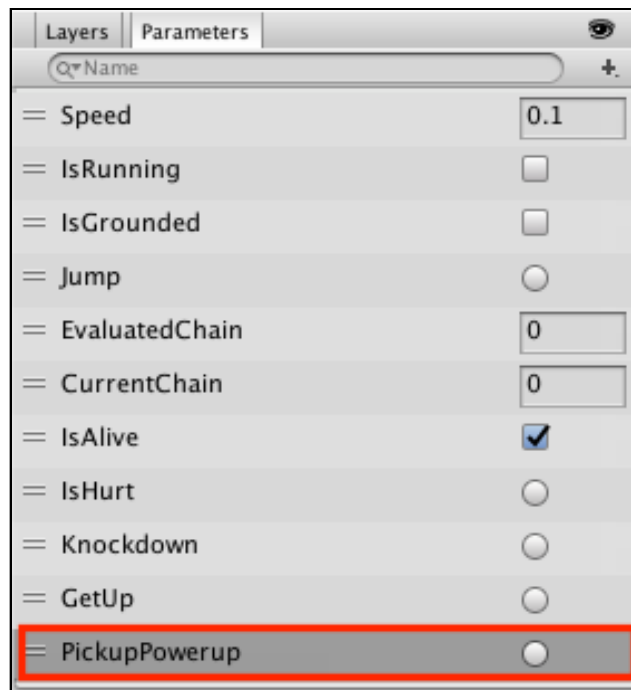 Layers Parameters
Name
Speed 0.1
IsRunning
IsGrounded
Jump
EvaluatedChain 0
CurrentChain 0
IsAlive
IsHurt
Knockdown
GetUp
PickupPowerup